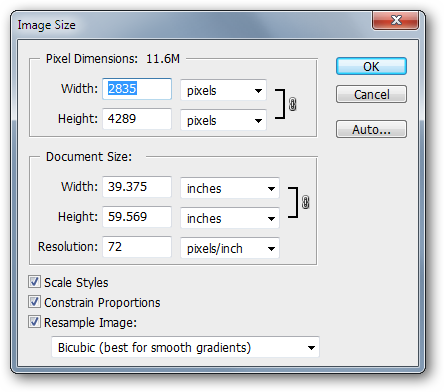 Image Size
Pixel Dimensions: 11.6M
Width: 2835 pixels
Height: 4289 pixels
OK
Cancel
Auto...
Document Size:
Width: 39.375 inches
Height: 59.569 inches
Resolution: 72 pixels/inch
Scale Styles
Constrain Proportions
Resample Image:
Bicubic (best for smooth gradients)